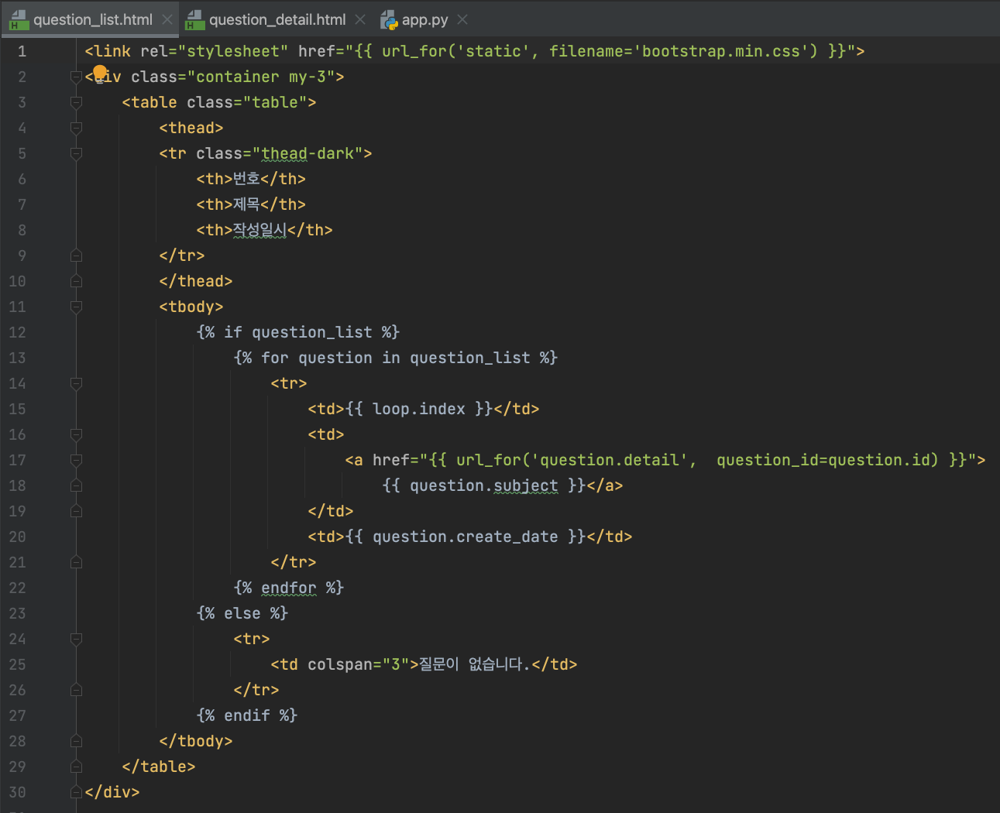 question_list.html question_detail.html app.py
1 <link rel="stylesheet" href="{{ url_for('static', filename='bootstrap.min.css') }}">
2 <div class="container my-3">
3     <table class="table">
4         <thead>
5         <tr class="thead-dark">
6             <th>번호</th>
7             <th>제목</th>
8             <th>작성일시</th>
9         </tr>
10         </thead>
11         <tbody>
12             {% if question_list %}
13                 {% for question in question_list %}
14                     <tr>
15                         <td>{{ loop.index }}</td>
16                         <td>
17                             <a href="{{ url_for('question.detail',  question_id=question.id) }}">
18                                 {{ question.subject }}</a>
19                         </td>
20                         <td>{{ question.create_date }}</td>
21                     </tr>
22                 {% endfor %}
23             {% else %}
24                 <tr>
25                     <td colspan="3">질문이 없습니다.</td>
26                 </tr>
27             {% endif %}
28         </tbody>
29     </table>
30 </div>